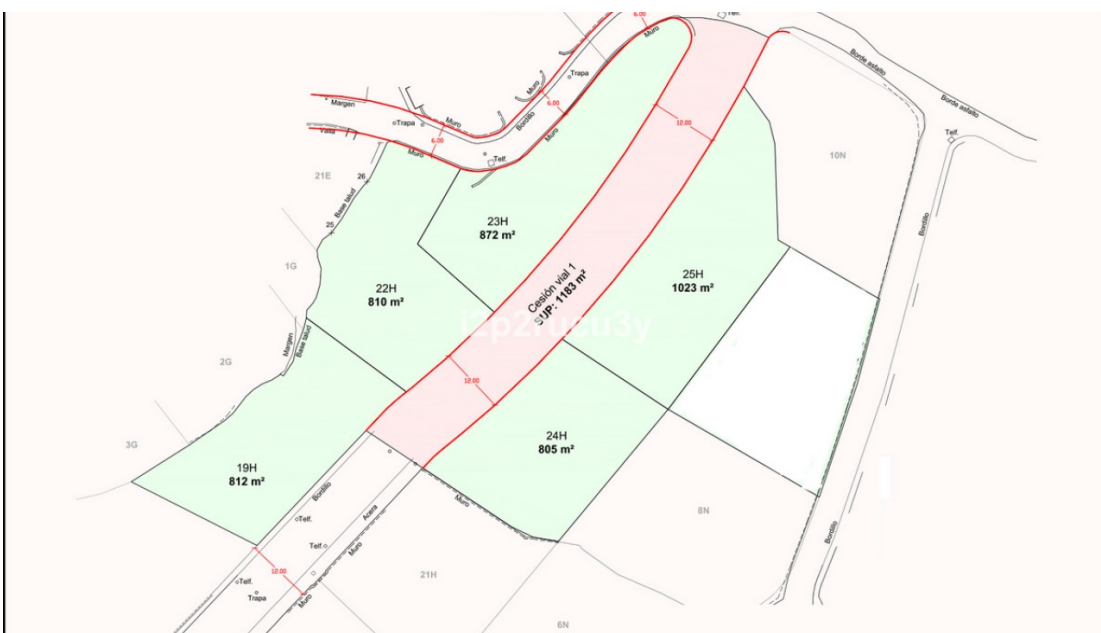 6.00
Telf.
Muro
Borde asfalto
Borde asfalto
Trapa
Muro
6.00
Margen
Muro
Trapa
Bordillo
Muro
12.00
Telf.
6.00
Muro
Telf.
10N
21E
26
Base talud
25
23H
872 m²
Bordillo
1G
22H
810 m²
Cesión vial 1
SUP: 1183 m²
25H
1023 m²
i2p2rucu3y
Margen
Base talud
2G
12.00
3G
24H
805 m²
19H
812 m²
Bordillo
Muro
Acera
8N
Telf.
Telf.
Muro
Bordillo
12.00
21H
Telf.
Trapa
Muro
6N